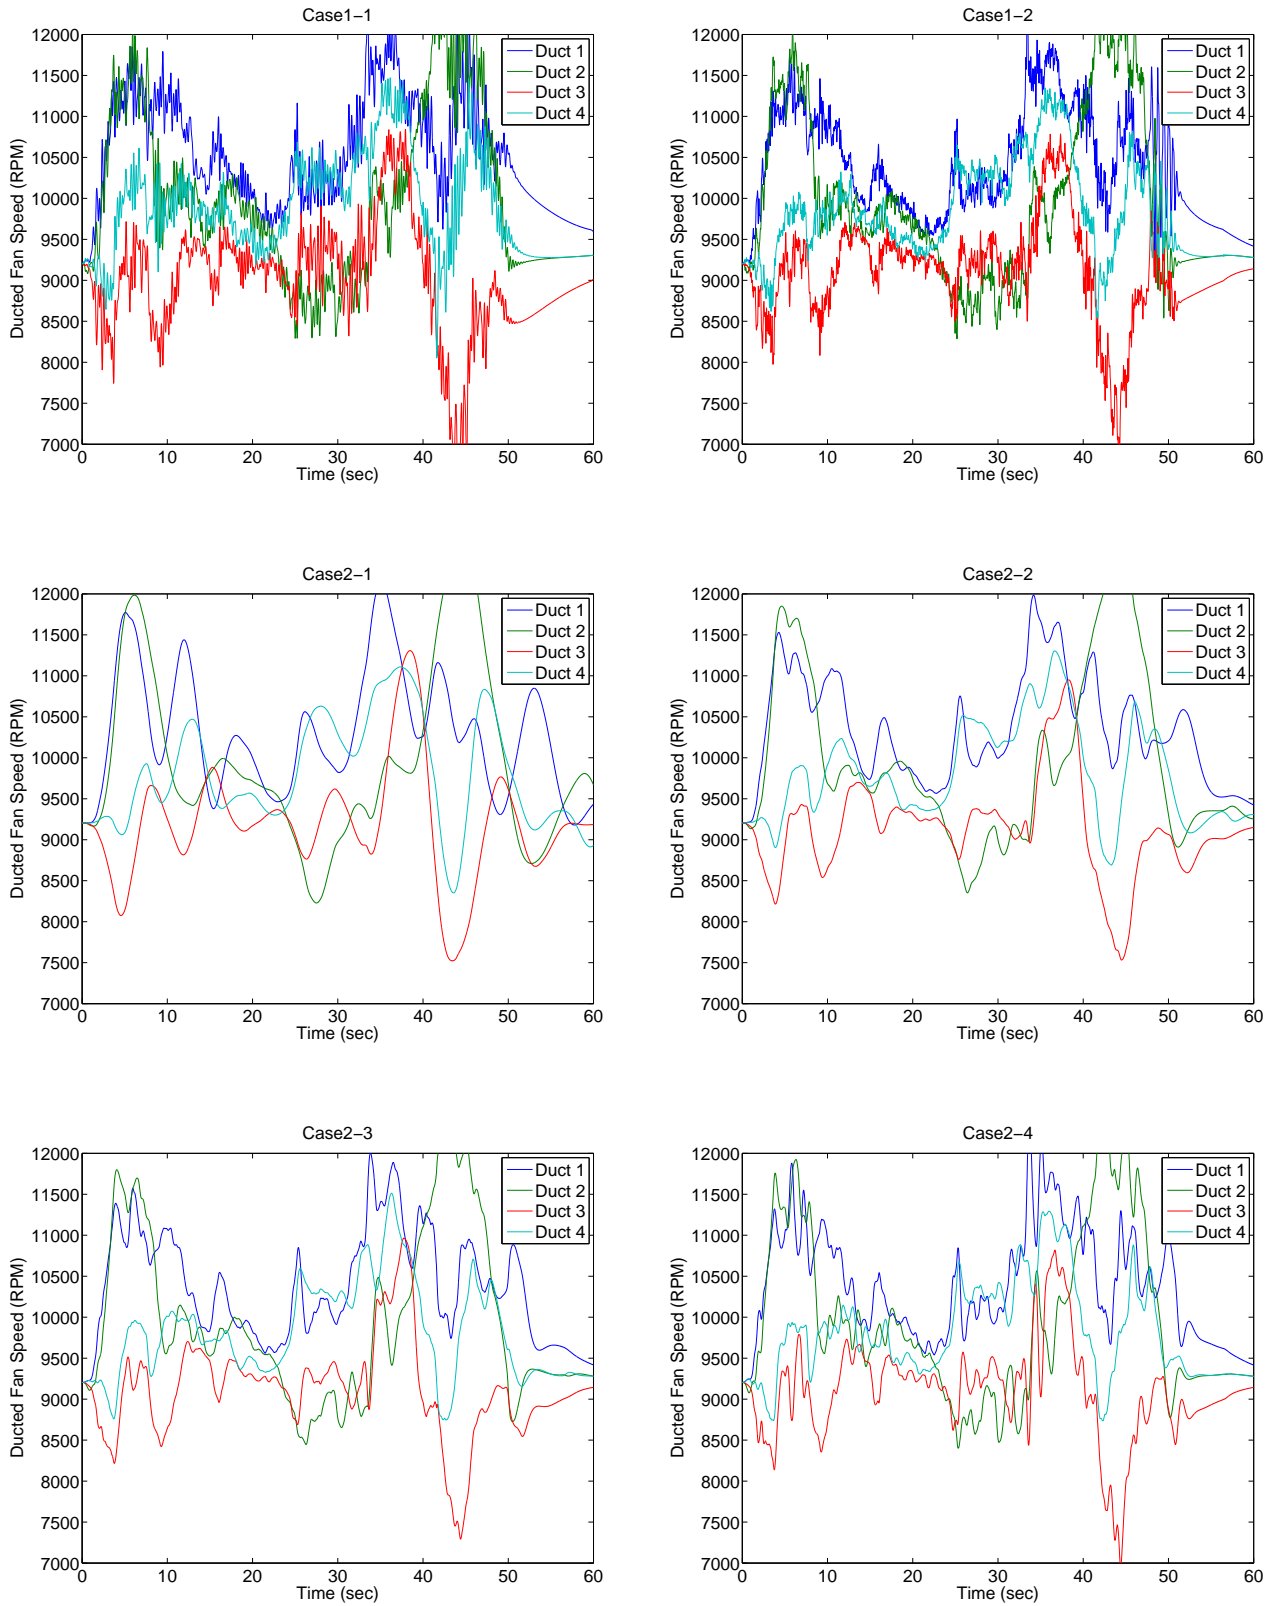 Case1−1
12000
11500
11000
10500
10000
9500
9000
8500
8000
7500
7000
0 10 20 30 40 50 60
Time (sec)
Ducted Fan Speed (RPM)
Duct 1
Duct 2
Duct 3
Duct 4
Case1−2
12000
11500
11000
10500
10000
9500
9000
8500
8000
7500
7000
0 10 20 30 40 50 60
Time (sec)
Ducted Fan Speed (RPM)
Duct 1
Duct 2
Duct 3
Duct 4
Case2−1
12000
11500
11000
10500
10000
9500
9000
8500
8000
7500
7000
0 10 20 30 40 50 60
Time (sec)
Ducted Fan Speed (RPM)
Duct 1
Duct 2
Duct 3
Duct 4
Case2−2
12000
11500
11000
10500
10000
9500
9000
8500
8000
7500
7000
0 10 20 30 40 50 60
Time (sec)
Ducted Fan Speed (RPM)
Duct 1
Duct 2
Duct 3
Duct 4
Case2−3
12000
11500
11000
10500
10000
9500
9000
8500
8000
7500
7000
0 10 20 30 40 50 60
Time (sec)
Ducted Fan Speed (RPM)
Duct 1
Duct 2
Duct 3
Duct 4
Case2−4
12000
11500
11000
10500
10000
9500
9000
8500
8000
7500
7000
0 10 20 30 40 50 60
Time (sec)
Ducted Fan Speed (RPM)
Duct 1
Duct 2
Duct 3
Duct 4